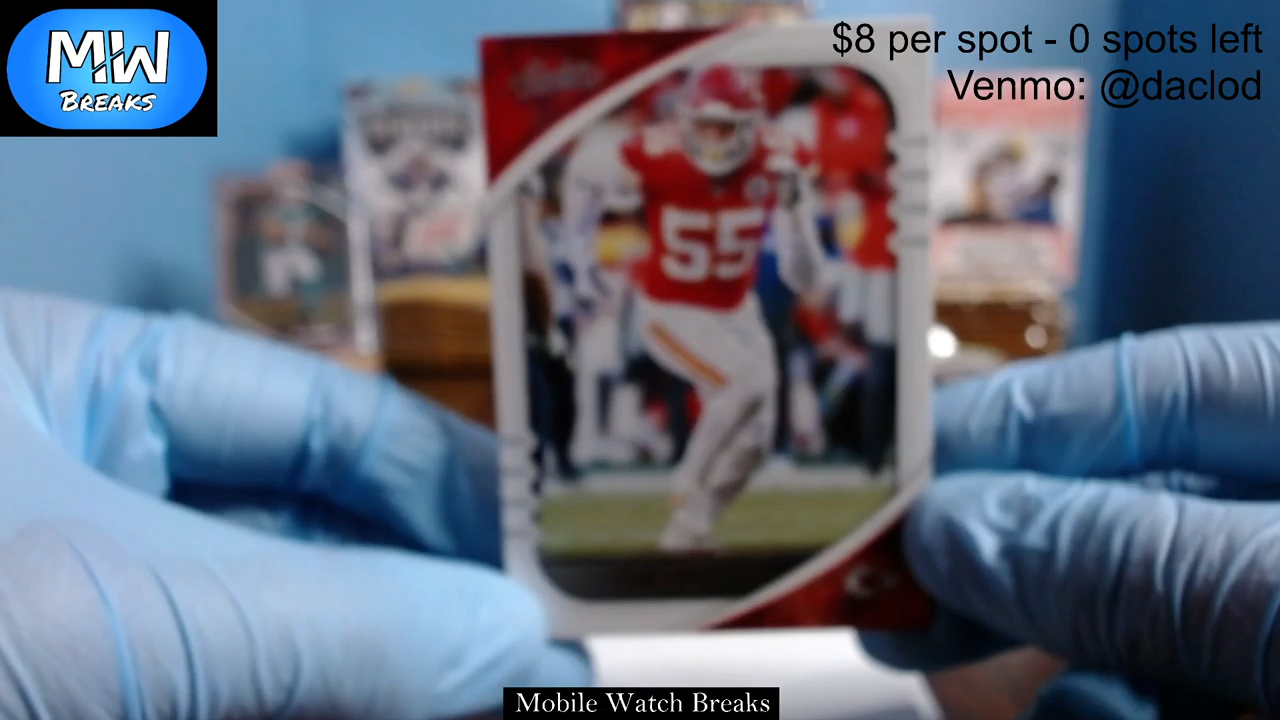 MW
BREAKS
$8 per spot - 0 spots left
Venmo: @daclod
55
Mobile Watch Breaks